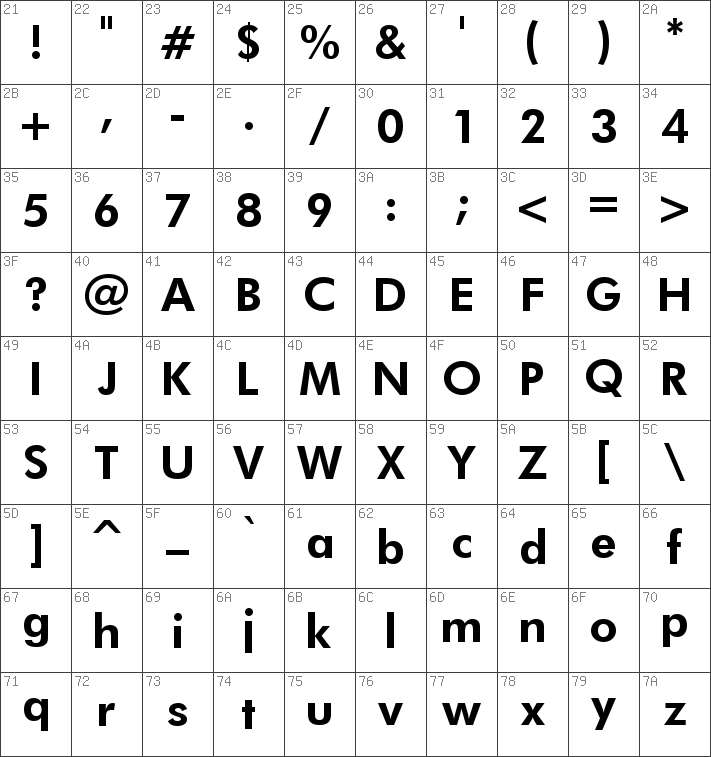 21 22 23 24 25 26 27 28 29 2A
! " # $ % & ' ( ) *
2B 2C 2D 2E 2F 30 31 32 33 34
+ , - . / 0 1 2 3 4
35 36 37 38 39 3A 3B 3C 3D 3E
5 6 7 8 9 : ; < = >
3F 40 41 42 43 44 45 46 47 48
? @ A B C D E F G H
49 4A 4B 4C 4D 4E 4F 50 51 52
I J K L M N O P Q R
53 54 55 56 57 58 59 5A 5B 5C
S T U V W X Y Z [ \
5D 5E 5F 60 61 62 63 64 65 66
] ^ _ ` a b c d e f
67 68 69 6A 6B 6C 6D 6E 6F 70
g h i j k l m n o p
71 72 73 74 75 76 77 78 79 7A
q r s t u v w x y z